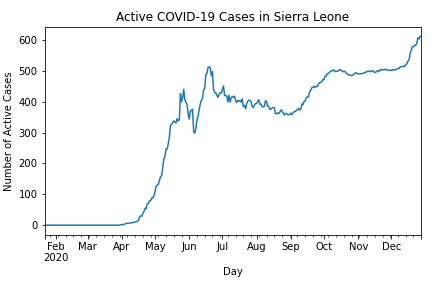 Active COVID-19 Cases in Sierra Leone
Number of Active Cases
600
500
400
300
200
100
0
Feb Mar Apr May Jun Jul Aug Sep Oct Nov Dec
2020
Day